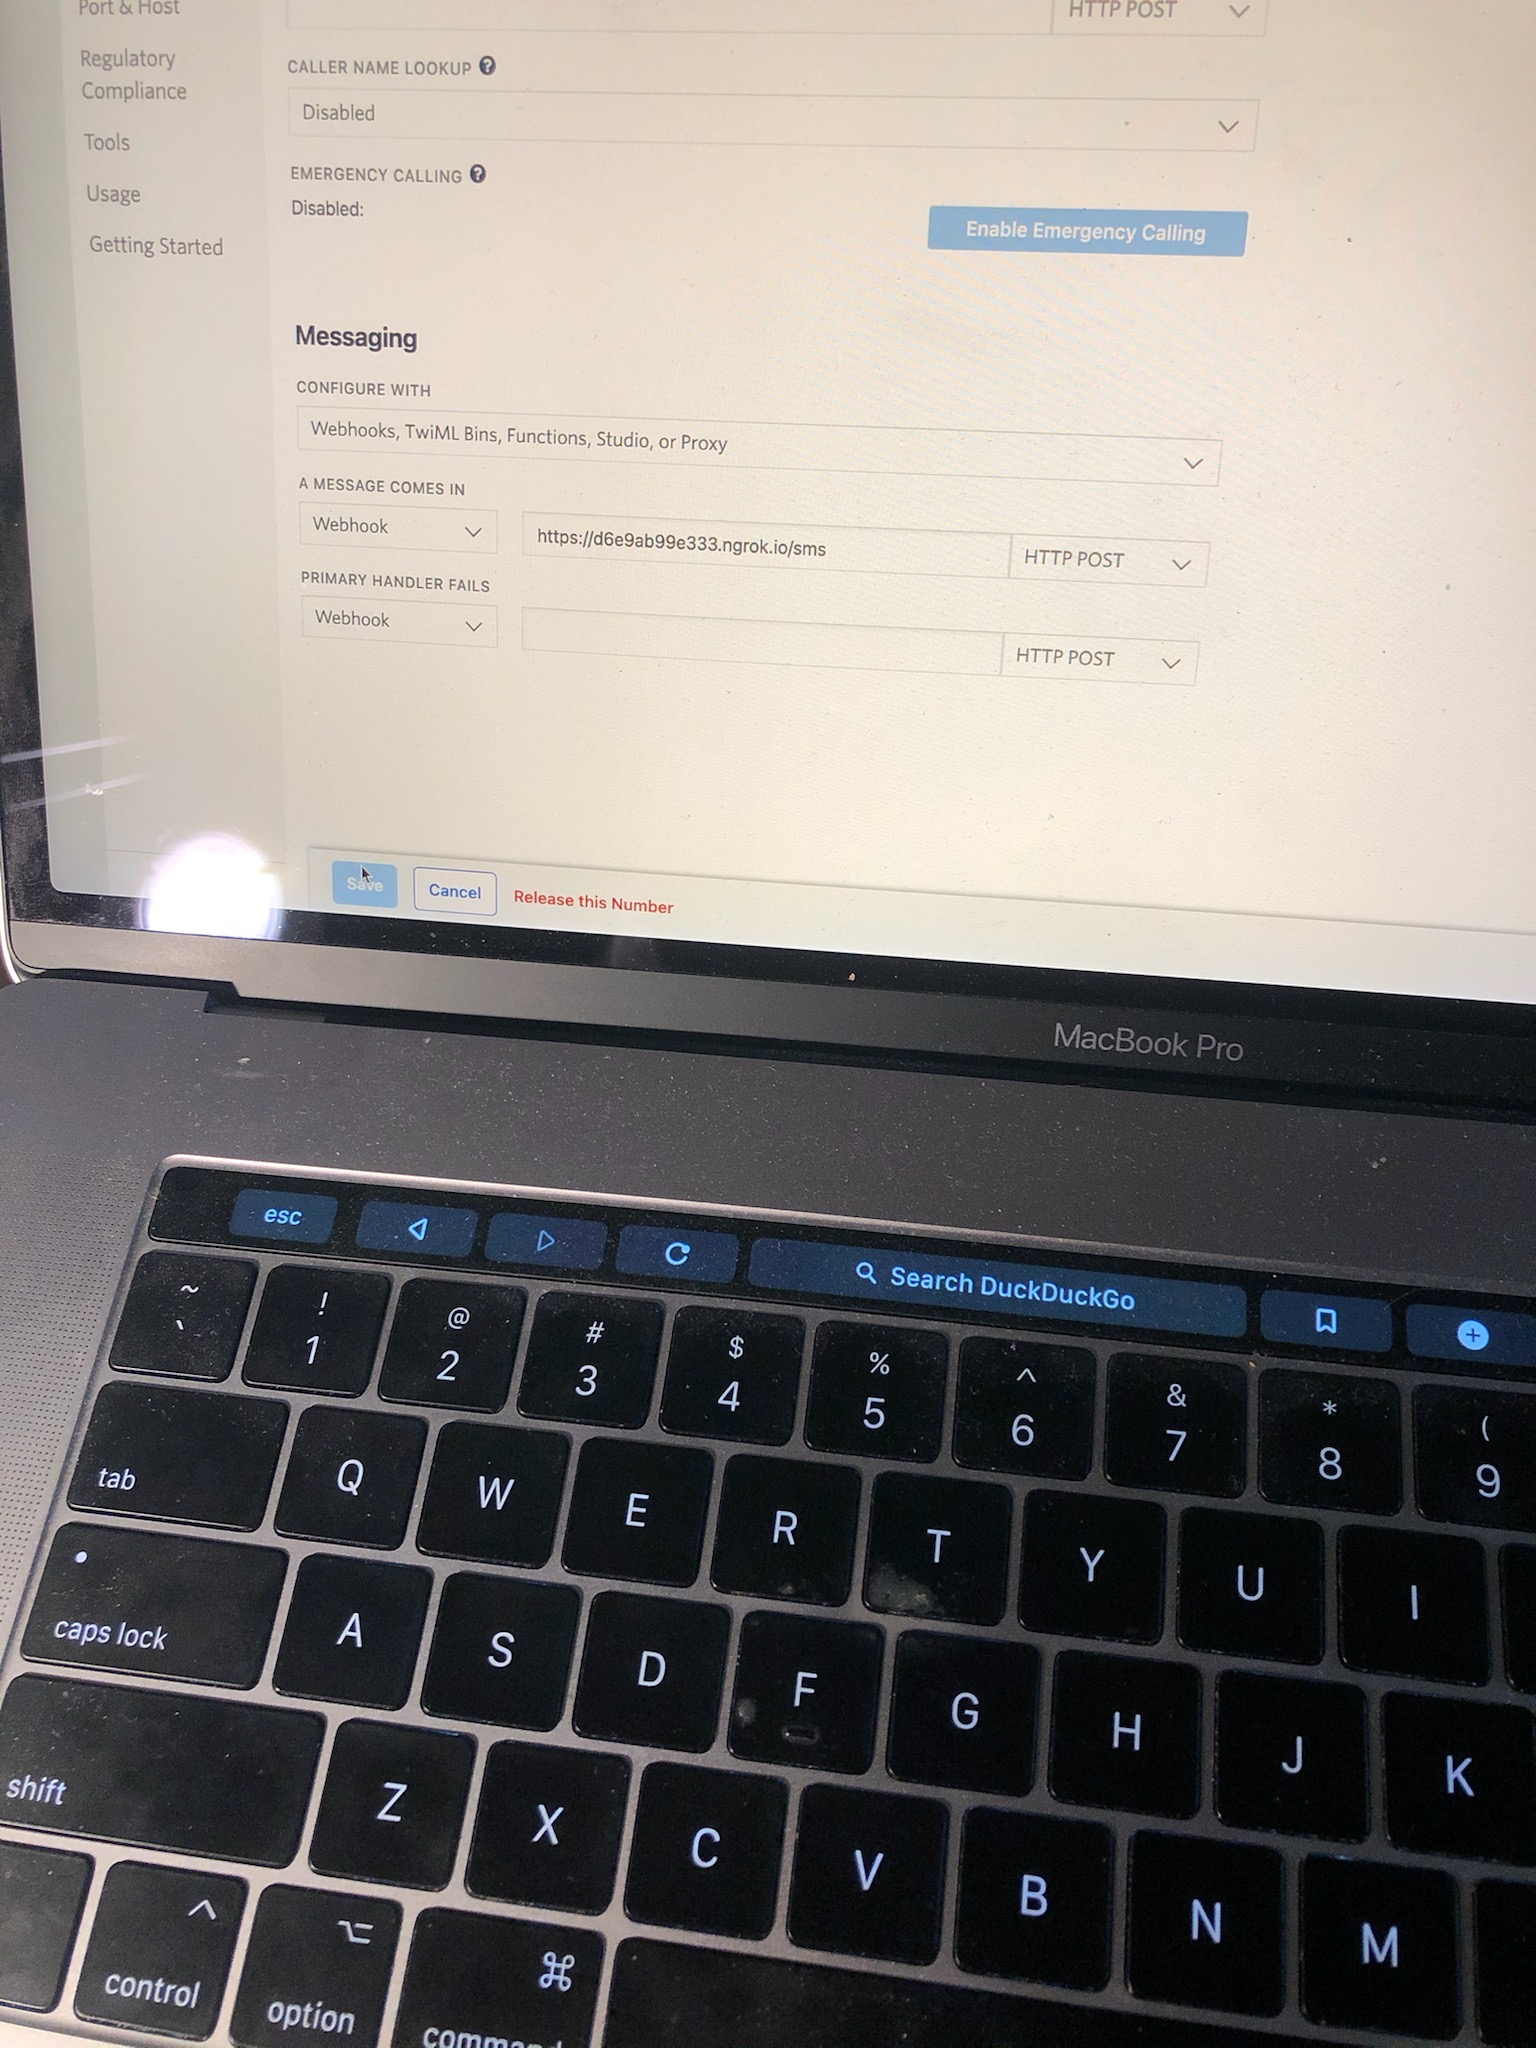 Port & Host
HTTP POST
Regulatory
Compliance
Tools
Usage
Getting Started
CALLER NAME LOOKUP ?
Disabled
EMERGENCY CALLING ?
Disabled:
Enable Emergency Calling
Messaging
CONFIGURE WITH
Webhooks, TwiML Bins, Functions, Studio, or Proxy
A MESSAGE COMES IN
Webhook
https://d6e9ab99e333.ngrok.io/sms
HTTP POST
PRIMARY HANDLER FAILS
Webhook
HTTP POST
Save
Cancel
Release this Number
MacBook Pro
esc
Search DuckDuckGo
~ ! @ # $ % ^ & * (
` 1 2 3 4 5 6 7 8 9
tab Q W E R T Y U I
caps lock A S D F G H J K
shift Z X C V B N M
control option